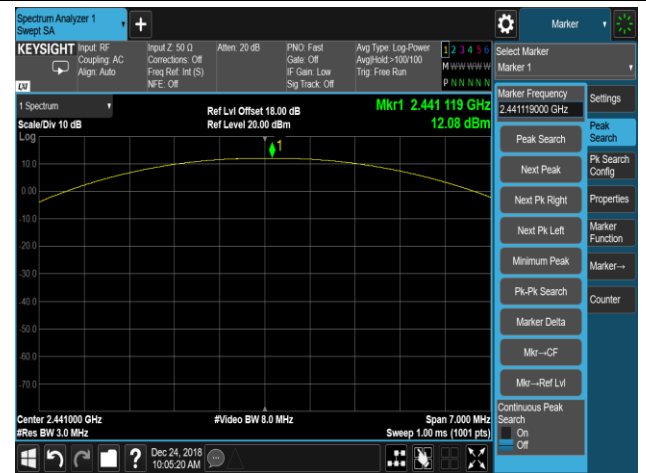 Spectrum Analyzer 1
Swept SA
Marker
KEYSIGHT
Input: RF
Coupling: AC
Align: Auto
Input Z: 50 Ω
Corrections: Off
Freq Ref: Int (S)
NFE: Off
Atten: 20 dB
PNO: Fast
Gate: Off
IF Gain: Low
Sig Track: Off
Avg Type: Log-Power
Avg|Hold:>100/100
Trig: Free Run
1 2 3 4 5 6
M W W W W W
P N N N N N
LXI
Select Marker
Marker 1
1 Spectrum
Scale/Div 10 dB
Log
Ref Lvl Offset 18.00 dB
Ref Level 20.00 dBm
Mkr1 2.441 119 GHz
12.08 dBm
1
10.0
0.00
-10.0
-20.0
-30.0
-40.0
-50.0
-60.0
-70.0
Center 2.441000 GHz
#Res BW 3.0 MHz
#Video BW 8.0 MHz
Span 7.000 MHz
Sweep 1.00 ms (1001 pts)
Marker Frequency
2.441119000 GHz
Peak Search
Next Peak
Next Pk Right
Next Pk Left
Minimum Peak
Pk-Pk Search
Marker Delta
Mkr→CF
Mkr→Ref Lvl
Continuous Peak
Search
On
Off
Settings
Peak
Search
Pk Search
Config
Properties
Marker
Function
Marker→
Counter
?
Dec 24, 2018
10:05:20 AM